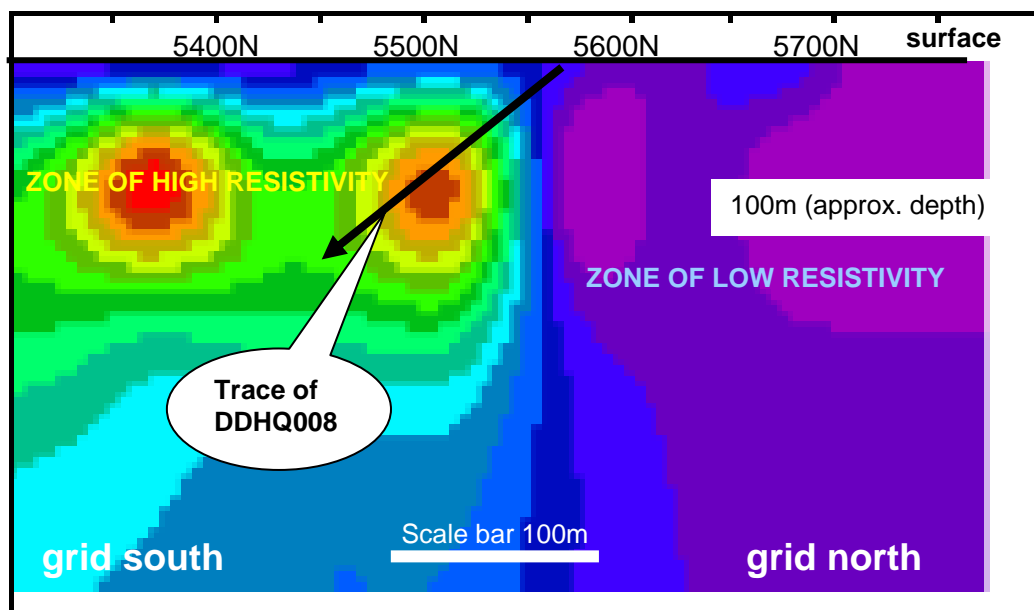 5400N 5500N 5600N 5700N surface
ZONE OF HIGH RESISTIVITY
100m (approx. depth)
ZONE OF LOW RESISTIVITY
Trace of
DDHQ008
Scale bar 100m
grid south grid north